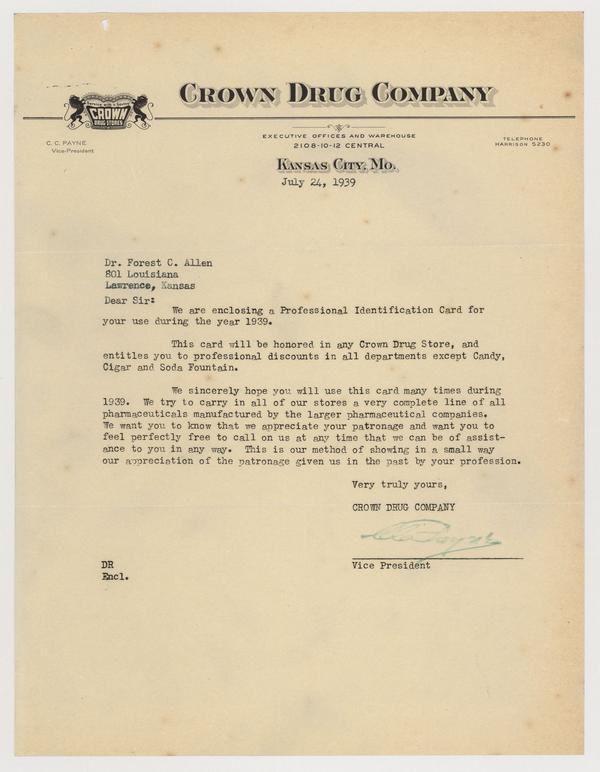 Service with a Saving
CROWN
DRUG STORES
CROWN DRUG COMPANY
C. C. PAYNE
Vice-President
EXECUTIVE OFFICES AND WAREHOUSE
2108-10-12 CENTRAL
TELEPHONE
HARRISON 5230
KANSAS CITY, MO.
July 24, 1939
Dr. Forest C. Allen
801 Louisiana
Lawrence, Kansas
Dear Sir:
We are enclosing a Professional Identification Card for
your use during the year 1939.
This card will be honored in any Crown Drug Store, and
entitles you to professional discounts in all departments except Candy,
Cigar and Soda Fountain.
We sincerely hope you will use this card many times during
1939. We try to carry in all of our stores a very complete line of all
pharmaceuticals manufactured by the larger pharmaceutical companies.
We want you to know that we appreciate your patronage and want you to
feel perfectly free to call on us at any time that we can be of assist-
ance to you in any way. This is our method of showing in a small way
our appreciation of the patronage given us in the past by your profession.
Very truly yours,
CROWN DRUG COMPANY
CC Payne
Vice President
DR
Encl.